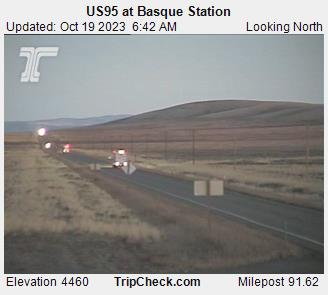 US95 at Basque Station
Updated: Oct 19 2023 6:42 AM Looking North
Elevation 4460 TripCheck.com Milepost 91.62